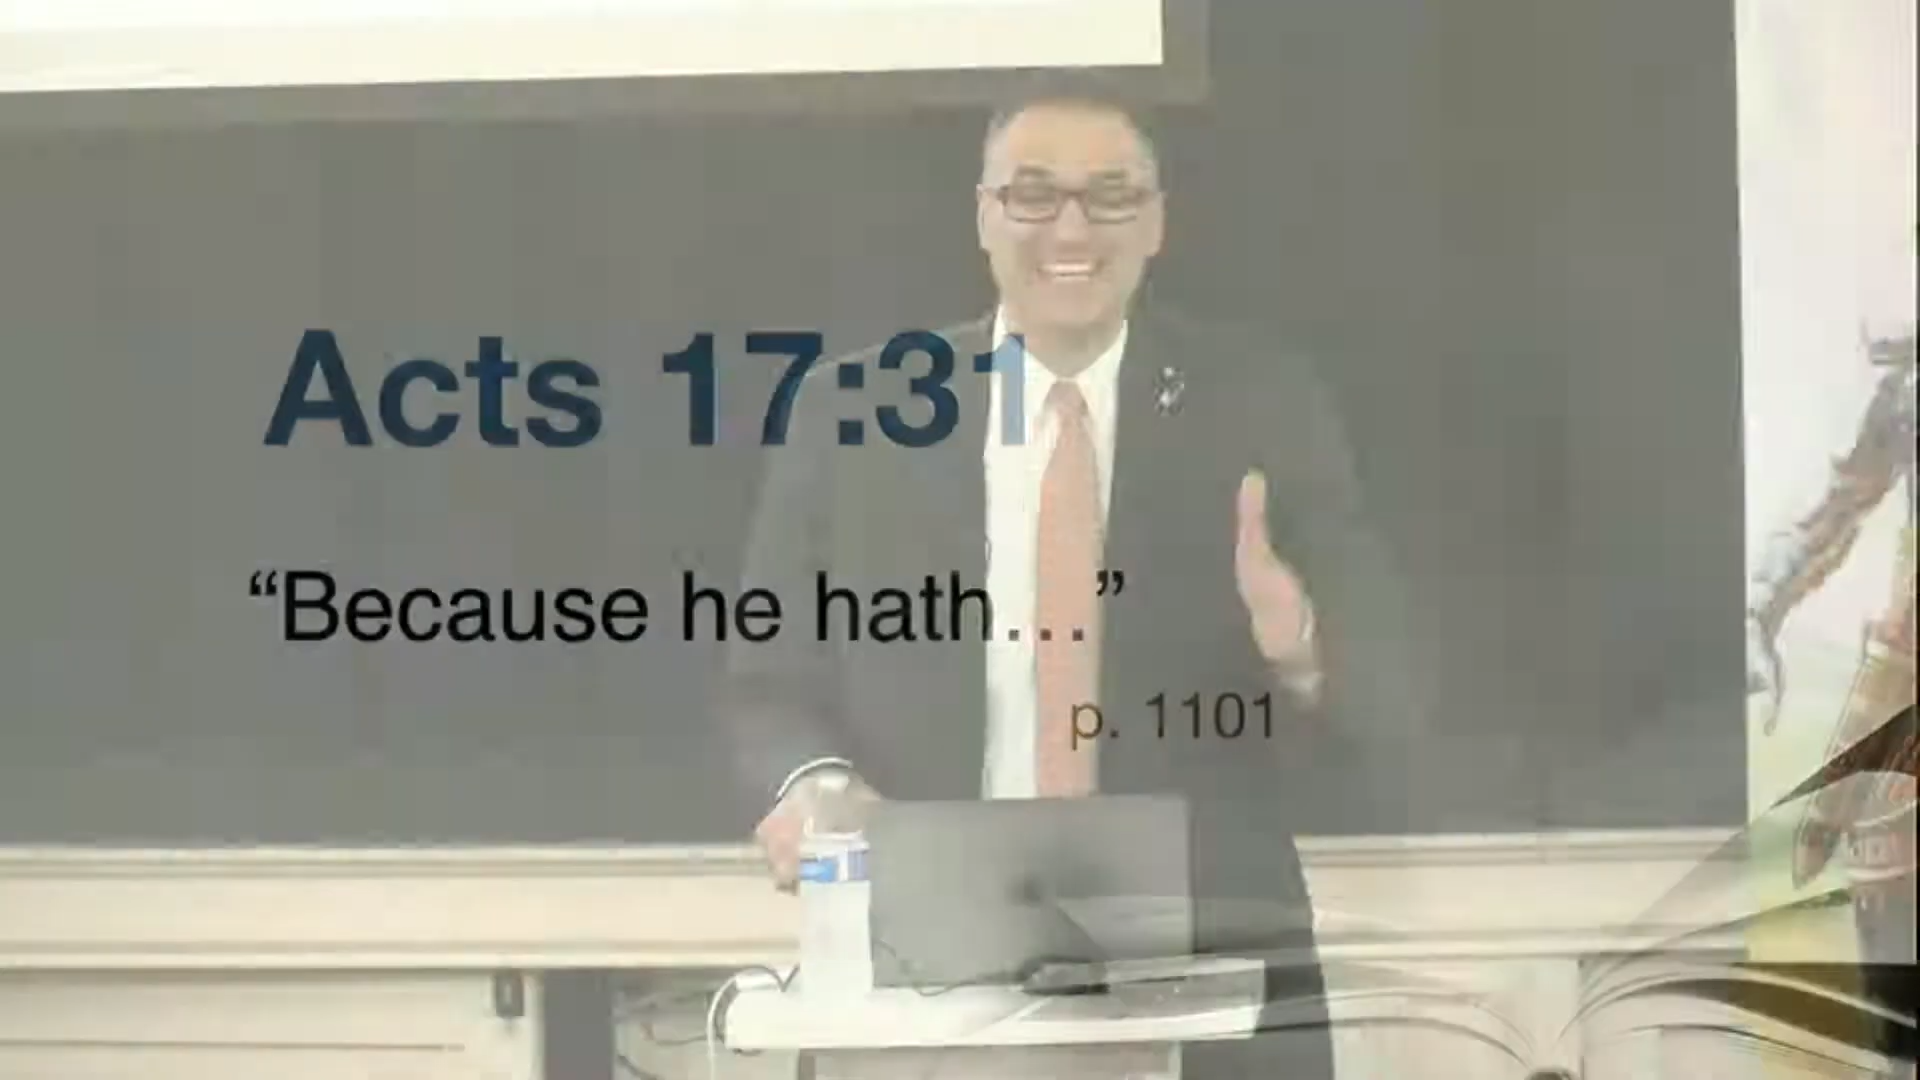 Acts 17:31
“Because he hath…”
p. 1101